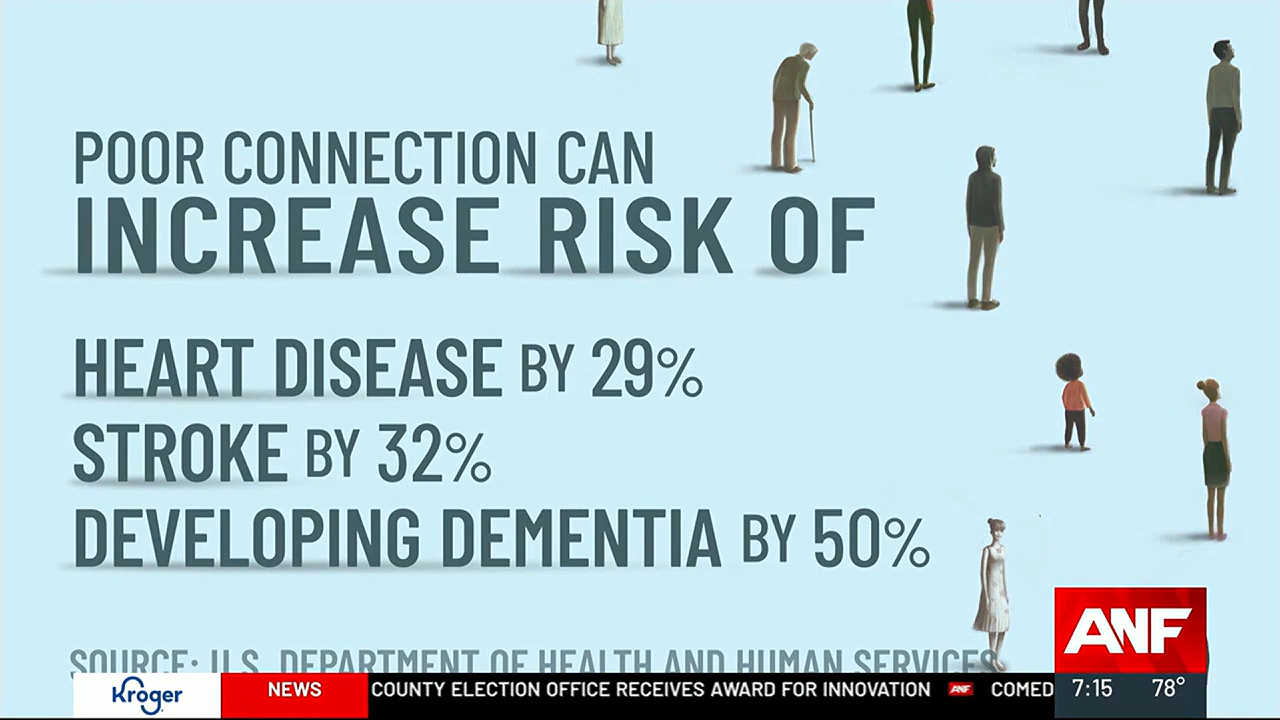 POOR CONNECTION CAN
INCREASE RISK OF
HEART DISEASE BY 29%
STROKE BY 32%
DEVELOPING DEMENTIA BY 50%
SOURCE: U.S. DEPARTMENT OF HEALTH AND HUMAN SERVICES
ANF
Kroger NEWS COUNTY ELECTION OFFICE RECEIVES AWARD FOR INNOVATION ANF COMED 7:15 78°